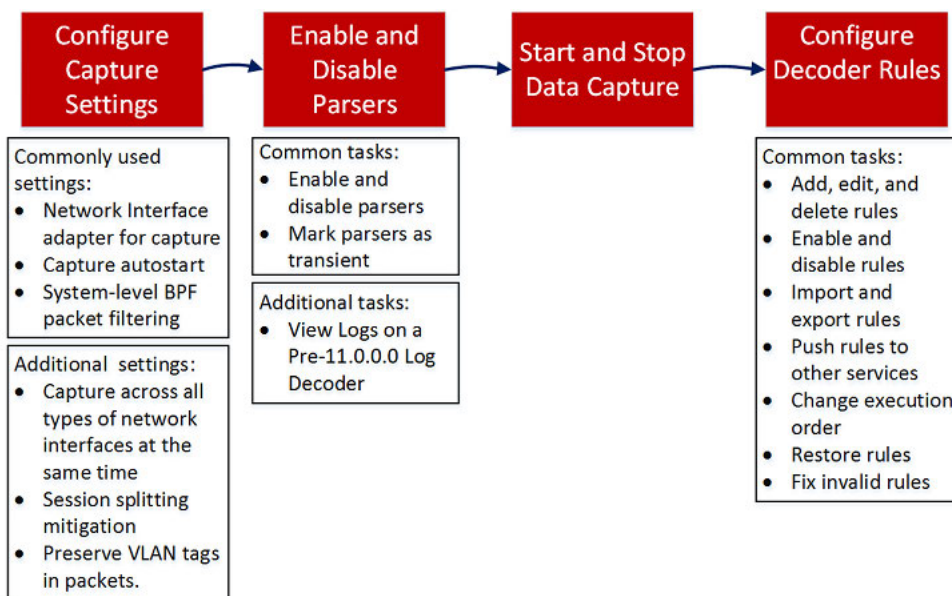 Configure
Capture
Settings
Enable and
Disable
Parsers
Start and Stop
Data Capture
Configure
Decoder Rules
Commonly used
settings:
• Network Interface
adapter for capture
• Capture autostart
• System-level BPF
packet filtering
Additional settings:
• Capture across all
types of network
interfaces at the
same time
• Session splitting
mitigation
• Preserve VLAN tags
in packets.
Common tasks:
• Enable and
disable parsers
• Mark parsers as
transient
Additional tasks:
• View Logs on a
Pre-11.0.0.0 Log
Decoder
Common tasks:
• Add, edit, and
delete rules
• Enable and
disable rules
• Import and
export rules
• Push rules to
other services
• Change execution
order
• Restore rules
• Fix invalid rules